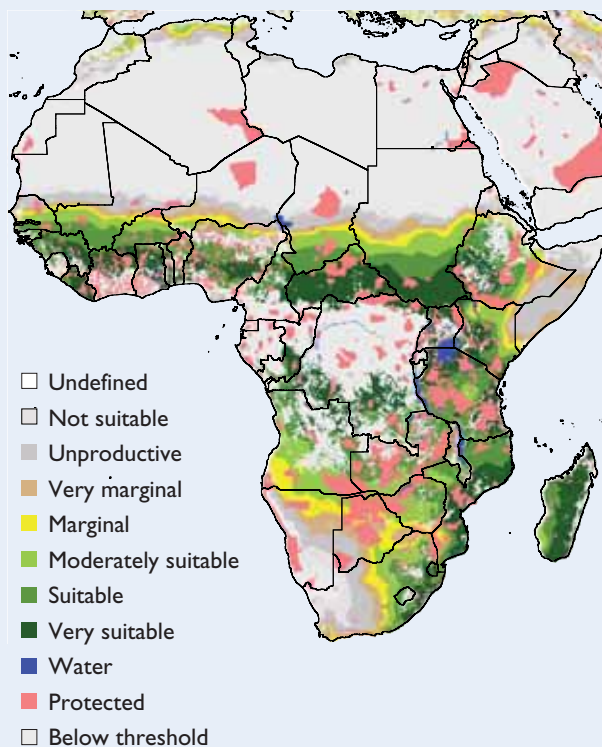 Undefined
Not suitable
Unproductive
Very marginal
Marginal
Moderately suitable
Suitable
Very suitable
Water
Protected
Below threshold